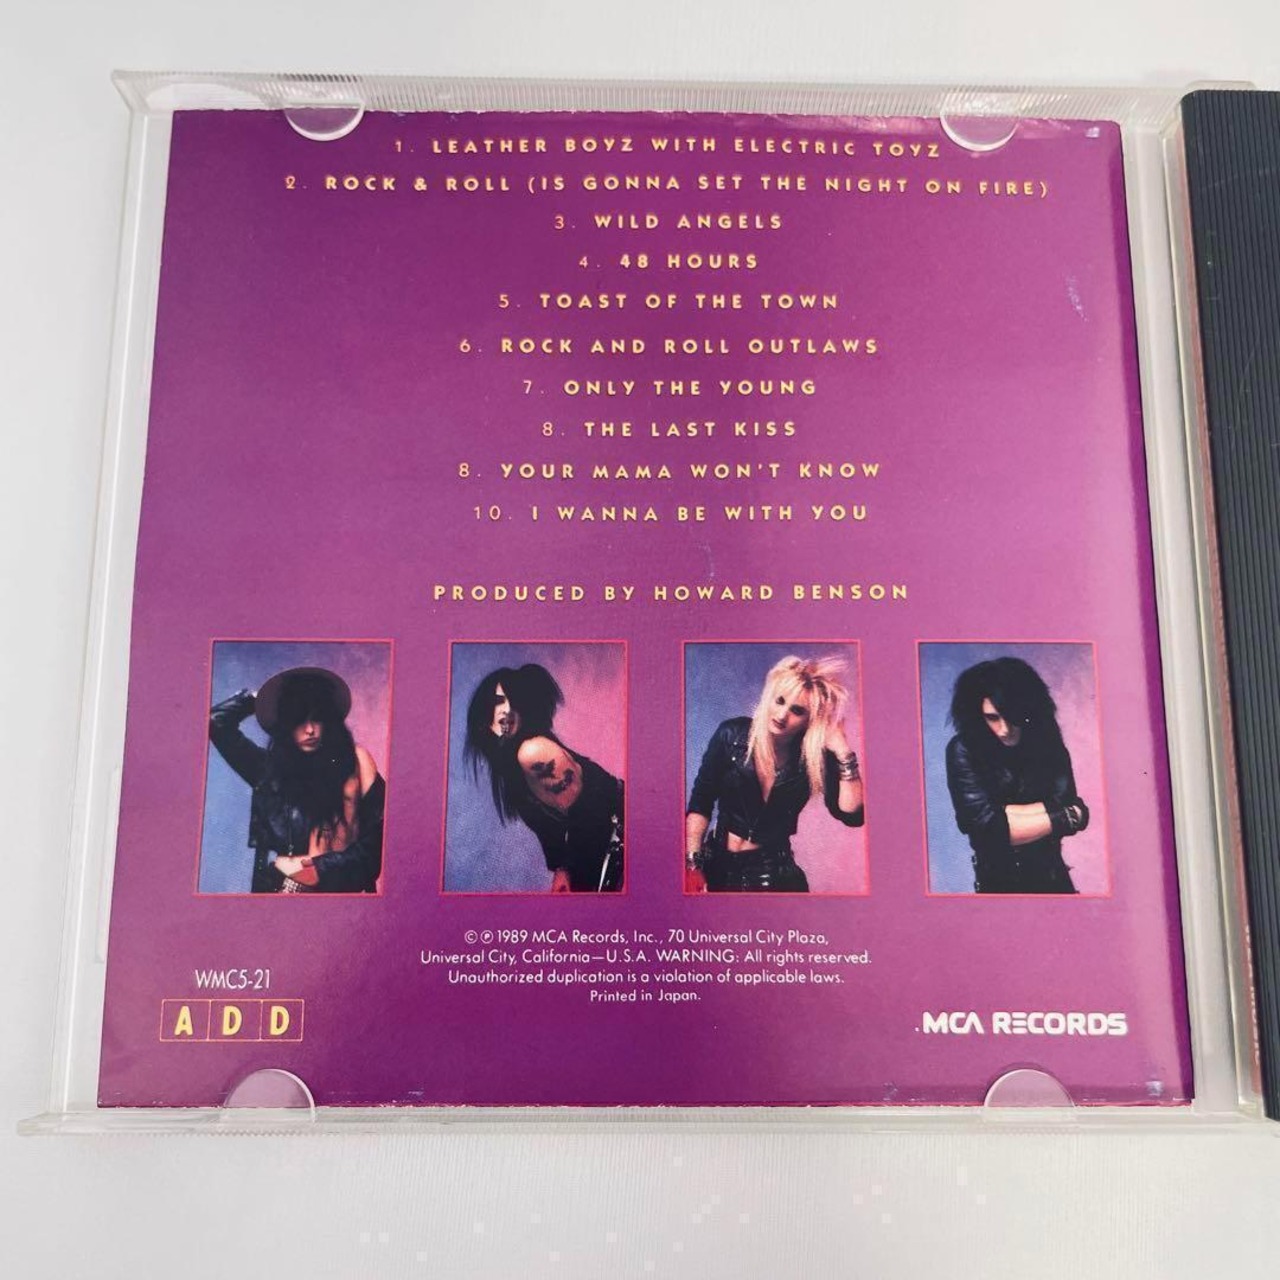 1. LEATHER BOYZ WITH ELECTRIC TOYZ
2. ROCK & ROLL (IS GONNA SET THE NIGHT ON FIRE)
3. WILD ANGELS
4. 48 HOURS
5. TOAST OF THE TOWN
6. ROCK AND ROLL OUTLAWS
7. ONLY THE YOUNG
8. THE LAST KISS
8. YOUR MAMA WON'T KNOW
10. I WANNA BE WITH YOU
PRODUCED BY HOWARD BENSON
©℗1989 MCA Records, Inc., 70 Universal City Plaza,
Universal City, California—U.S.A. WARNING: All rights reserved.
Unauthorized duplication is a violation of applicable laws.
Printed in Japan.
WMC5-21
A D D
.MCA RECORDS